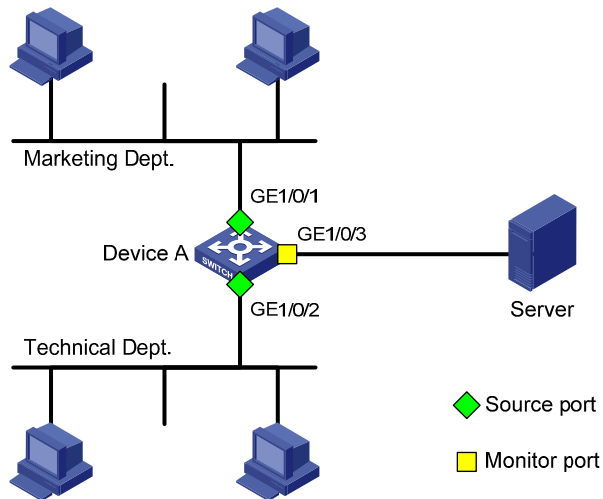 Marketing Dept.
GE1/0/1
GE1/0/3
Device A
SWITCH
GE1/0/2
Server
Technical Dept.
Source port
Monitor port